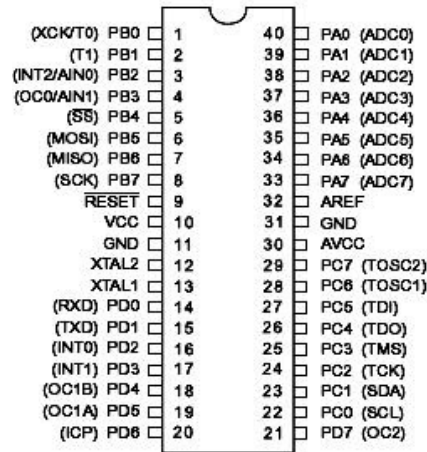 (XCK/T0) PB0 1 40 PA0 (ADC0)
(T1) PB1 2 39 PA1 (ADC1)
(INT2/AIN0) PB2 3 38 PA2 (ADC2)
(OC0/AIN1) PB3 4 37 PA3 (ADC3)
(SS) PB4 5 36 PA4 (ADC4)
(MOSI) PB5 6 35 PA5 (ADC5)
(MISO) PB6 7 34 PA6 (ADC6)
(SCK) PB7 8 33 PA7 (ADC7)
RESET 9 32 AREF
VCC 10 31 GND
GND 11 30 AVCC
XTAL2 12 29 PC7 (TOSC2)
XTAL1 13 28 PC6 (TOSC1)
(RXD) PD0 14 27 PC5 (TDI)
(TXD) PD1 15 26 PC4 (TDO)
(INT0) PD2 16 25 PC3 (TMS)
(INT1) PD3 17 24 PC2 (TCK)
(OC1B) PD4 18 23 PC1 (SDA)
(OC1A) PD5 19 22 PC0 (SCL)
(ICP) PD6 20 21 PD7 (OC2)